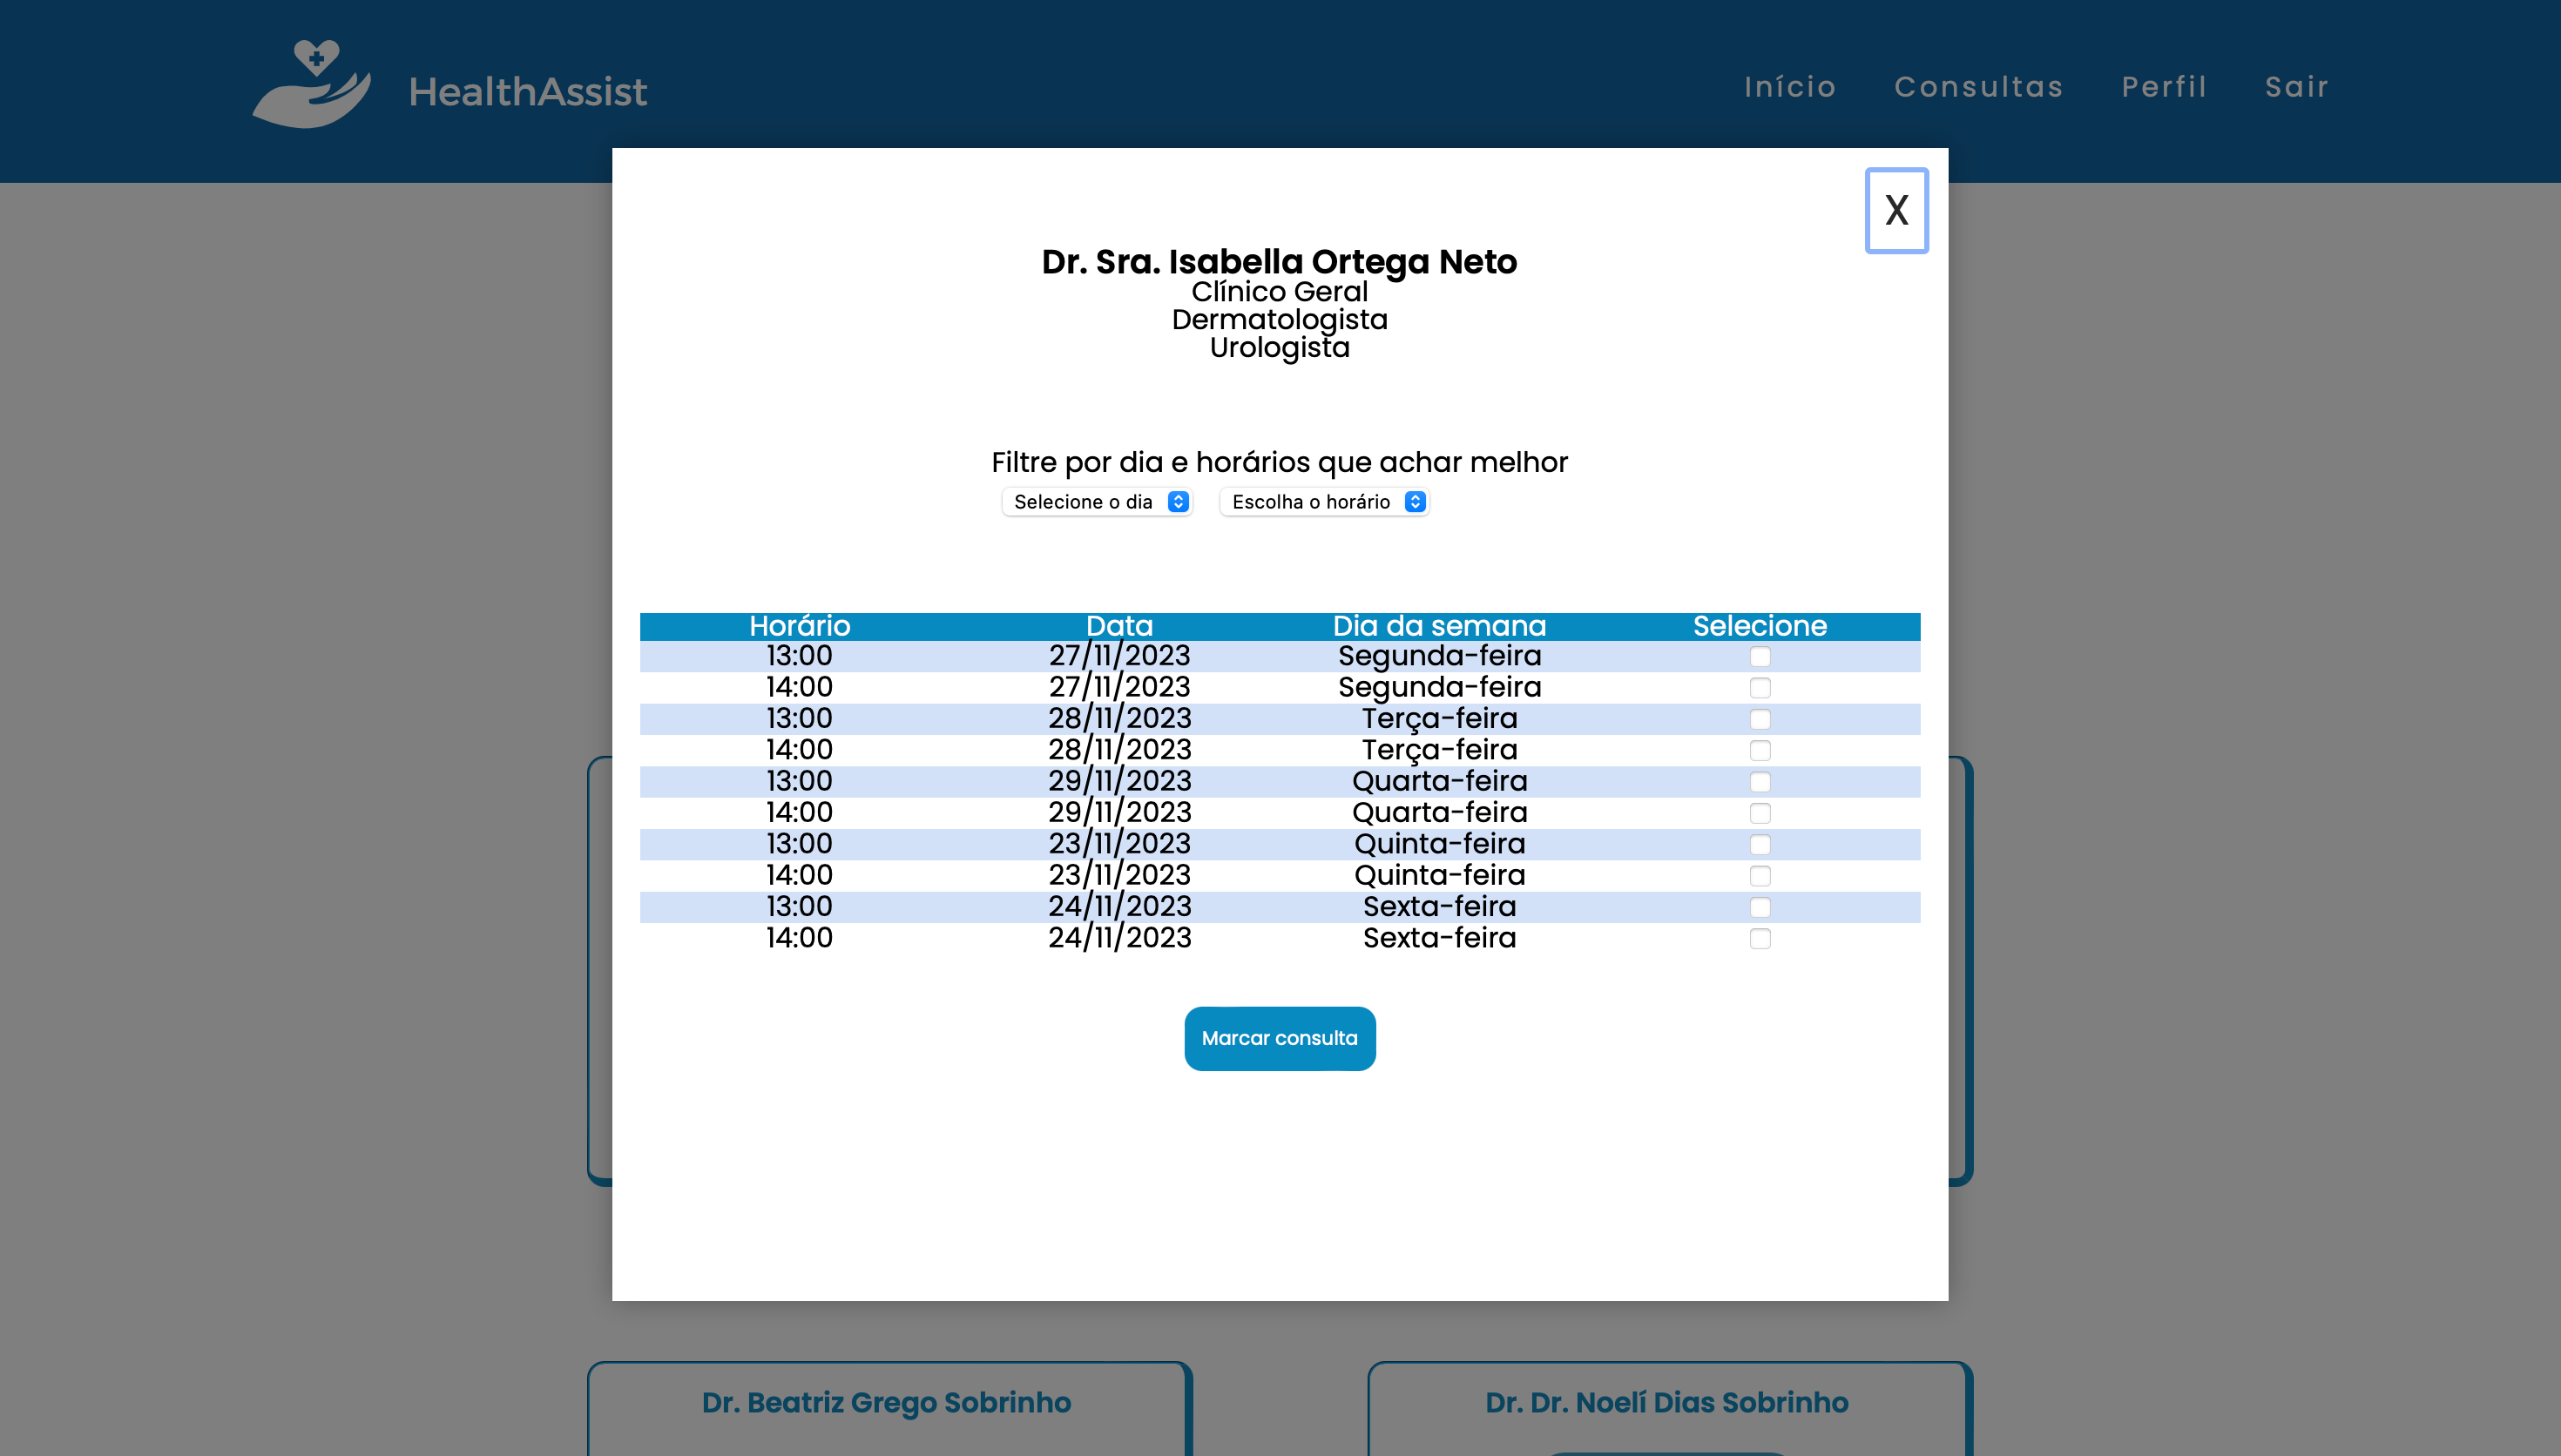 HealthAssist
Início Consultas Perfil Sair
X
Dr. Sra. Isabella Ortega Neto
Clínico Geral
Dermatologista
Urologista
Filtre por dia e horários que achar melhor
Selecione o dia Escolha o horário
Horário Data Dia da semana Selecione
13:00 27/11/2023 Segunda-feira
14:00 27/11/2023 Segunda-feira
13:00 28/11/2023 Terça-feira
14:00 28/11/2023 Terça-feira
13:00 29/11/2023 Quarta-feira
14:00 29/11/2023 Quarta-feira
13:00 23/11/2023 Quinta-feira
14:00 23/11/2023 Quinta-feira
13:00 24/11/2023 Sexta-feira
14:00 24/11/2023 Sexta-feira
Marcar consulta
Dr. Beatriz Grego Sobrinho Dr. Dr. Noelí Dias Sobrinho